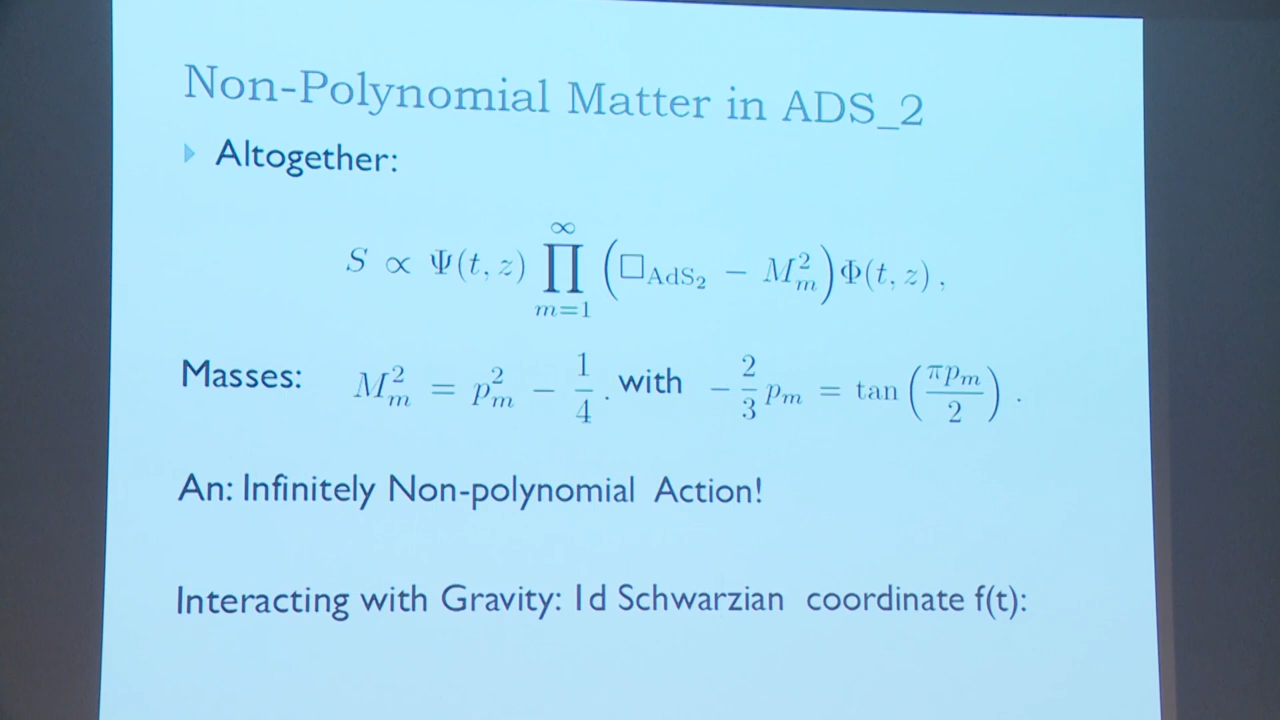 Non-Polynomial Matter in ADS_2
Altogether:
S ∝ Ψ(t, z) ∏_{m=1}^{∞} (□_{AdS₂} − M_m^2) Φ(t, z) ,
Masses: M_m^2 = p_m^2 − 1/4 . with − 2/3 p_m = tan (πp_m/2) .
An: Infinitely Non-polynomial Action!
Interacting with Gravity: 1d Schwarzian coordinate f(t):